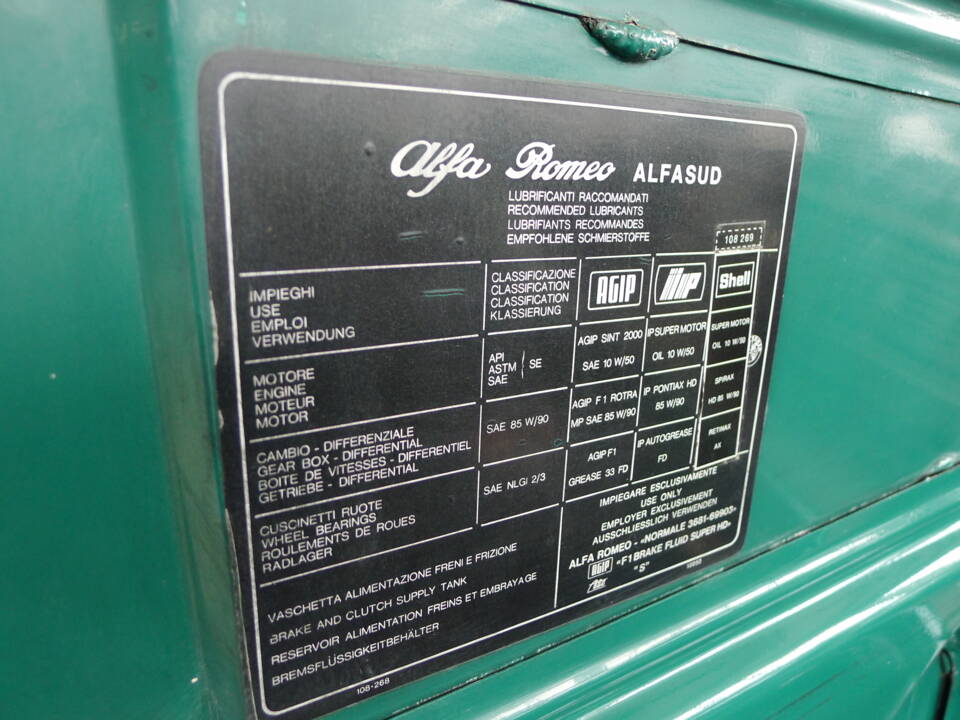 Alfa Romeo ALFASUD
LUBRIFICANTI RACCOMANDATI
RECOMMENDED LUBRICANTS
LUBRIFIANTS RECOMMANDES
EMPFOHLENE SCHMIERSTOFFE
108 269
IMPIEGHI
USE
EMPLOI
VERWENDUNG
CLASSIFICAZIONE
CLASSIFICATION
CLASSIFICATION
KLASSIERUNG
AGIP
IP
Shell
MOTORE
ENGINE
MOTEUR
MOTOR
API
ASTM
SAE
SE
AGIP SINT 2000
SAE 10 W/50
IP SUPER MOTOR
OIL 10 W/50
SUPER MOTOR
OIL 10 W/50
CAMBIO - DIFFERENZIALE
GEAR BOX - DIFFERENTIAL
BOITE DE VITESSES - DIFFERENTIEL
GETRIEBE - DIFFERENTIAL
SAE 85 W/90
AGIP F 1 ROTRA
MP SAE 85 W/90
IP PONTIAX HD
85 W/90
SPIRAX
HD 85 W/90
CUSCINETTI RUOTE
WHEEL BEARINGS
ROULEMENTS DE ROUES
RADLAGER
SAE NLGI 2/3
AGIP F1
GREASE 33 FD
IP AUTOGREASE
FD
RETINAX
AX
VASCHETTA ALIMENTAZIONE FRENI E FRIZIONE
BRAKE AND CLUTCH SUPPLY TANK
RESERVOIR ALIMENTATION FREINS ET EMBRAYAGE
BREMSFLÜSSIGKEITBEHÄLTER
IMPIEGARE ESCLUSIVAMENTE
USE ONLY
EMPLOYER EXCLUSIVEMENT
AUSSCHLIESSLICH VERWENDEN
ALFA ROMEO - «NORMALE 3681-69903»
AGIP "F1 BRAKE FLUID SUPER HD»
"S"
108-268